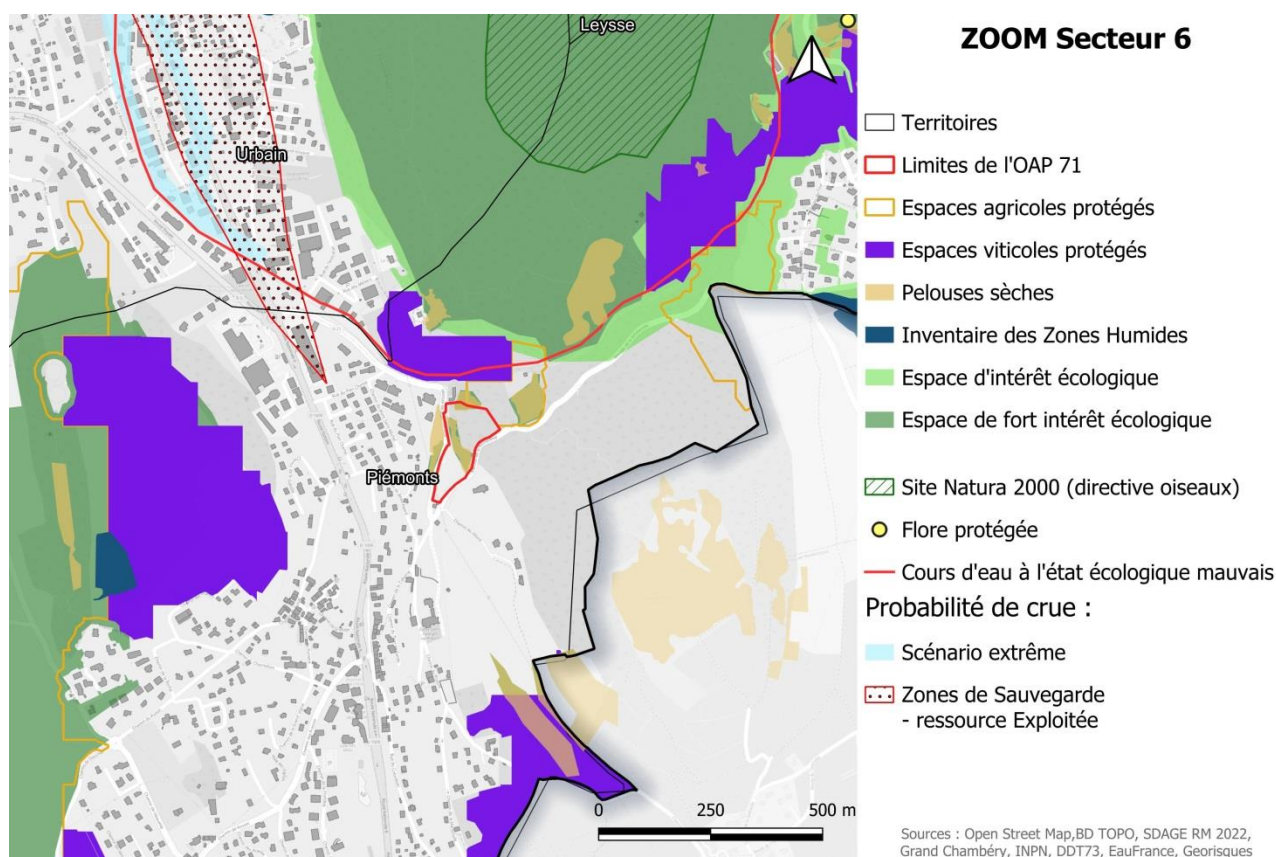 Leysse
Urbain
Piémonts
0 250 500 m
ZOOM Secteur 6
Territoires
Limites de l'OAP 71
Espaces agricoles protégés
Espaces viticoles protégés
Pelouses sèches
Inventaire des Zones Humides
Espace d'intérêt écologique
Espace de fort intérêt écologique
Site Natura 2000 (directive oiseaux)
Flore protégée
Cours d'eau à l'état écologique mauvais
Probabilité de crue :
Scénario extrême
Zones de Sauvegarde
- ressource Exploitée
Sources : Open Street Map,BD TOPO, SDAGE RM 2022,
Grand Chambéry, INPN, DDT73, EauFrance, Georisques